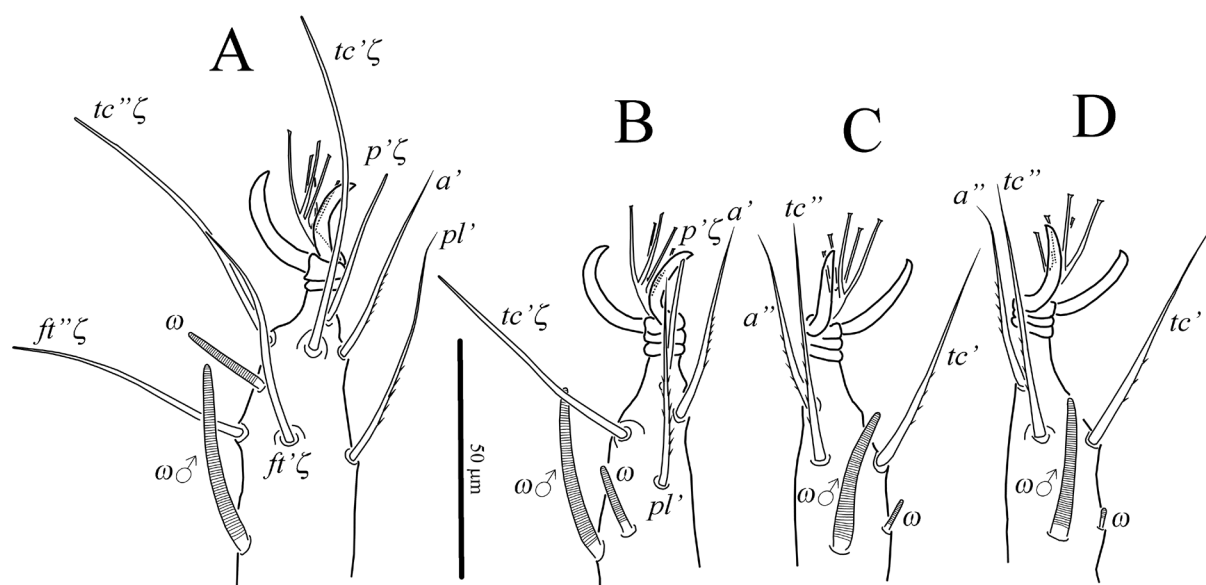 A
tc’ζ
tc”ζ
p’ζ
a’
pl’
ft”ζ
ω
ω♂
ft’ζ
50 μm
B
p’ζ
a’
tc’ζ
ω♂
ω
pl’
C
tc”
a”
tc’
ω♂
ω
D
a”
tc”
tc’
ω♂
ω